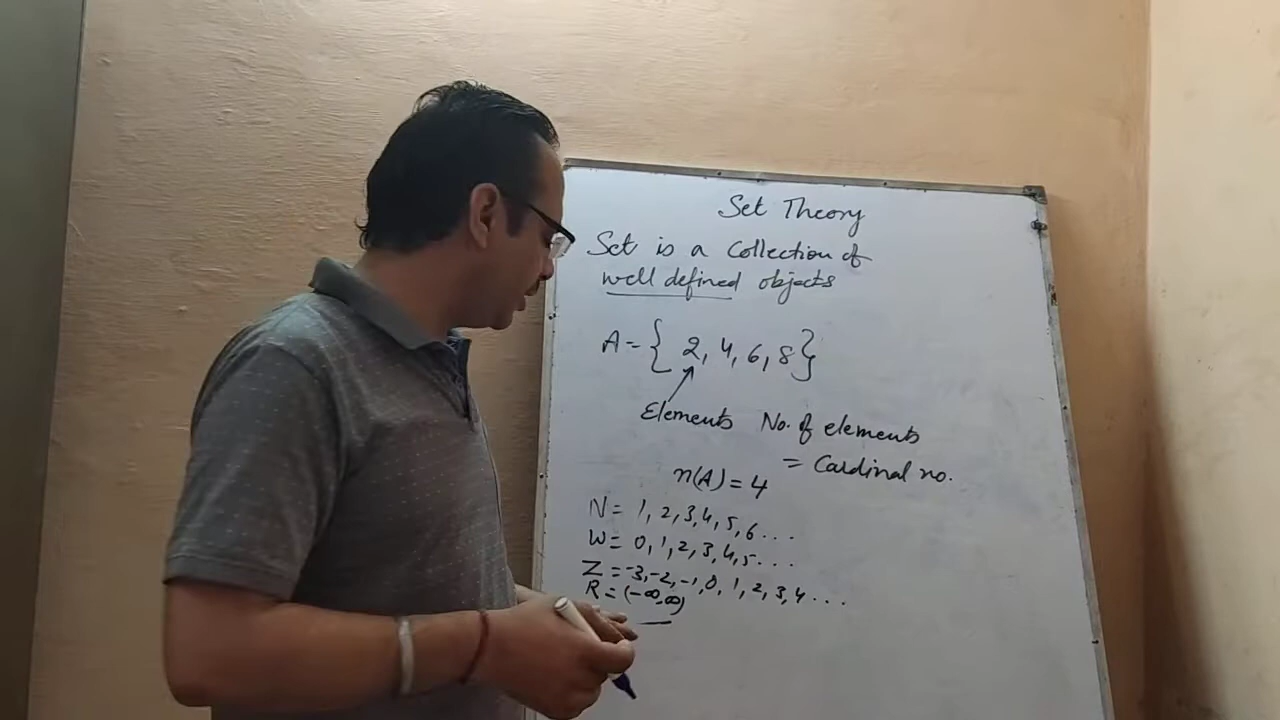 Set Theory
Set is a collection of
well defined objects
A = { 2, 4, 6, 8 }
Elements No. of elements
= Cardinal no.
n(A) = 4
N = 1, 2, 3, 4, 5, 6 ...
W = 0, 1, 2, 3, 4, 5 ...
Z = -3, -2, -1, 0, 1, 2, 3, 4 ...
R = (-∞, ∞)